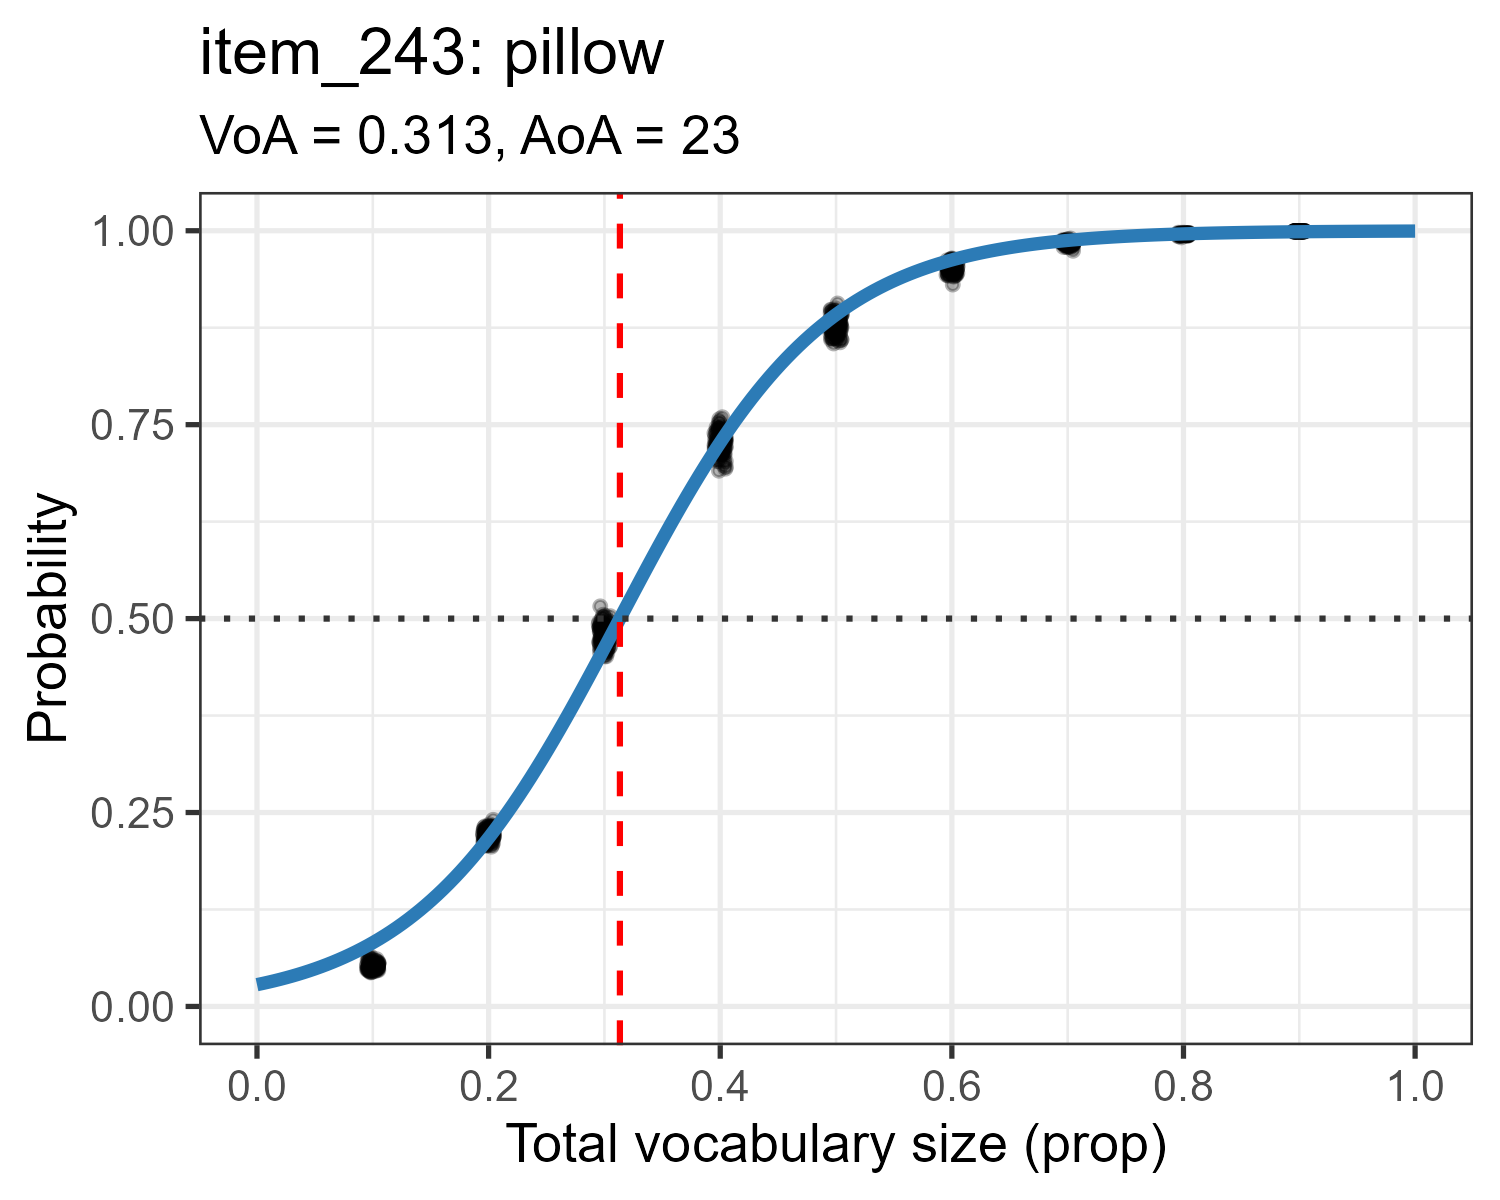 item_243: pillow
VoA = 0.313, AoA = 23
1.00
0.75
0.50
0.25
0.00
Probability
0.0 0.2 0.4 0.6 0.8 1.0
Total vocabulary size (prop)